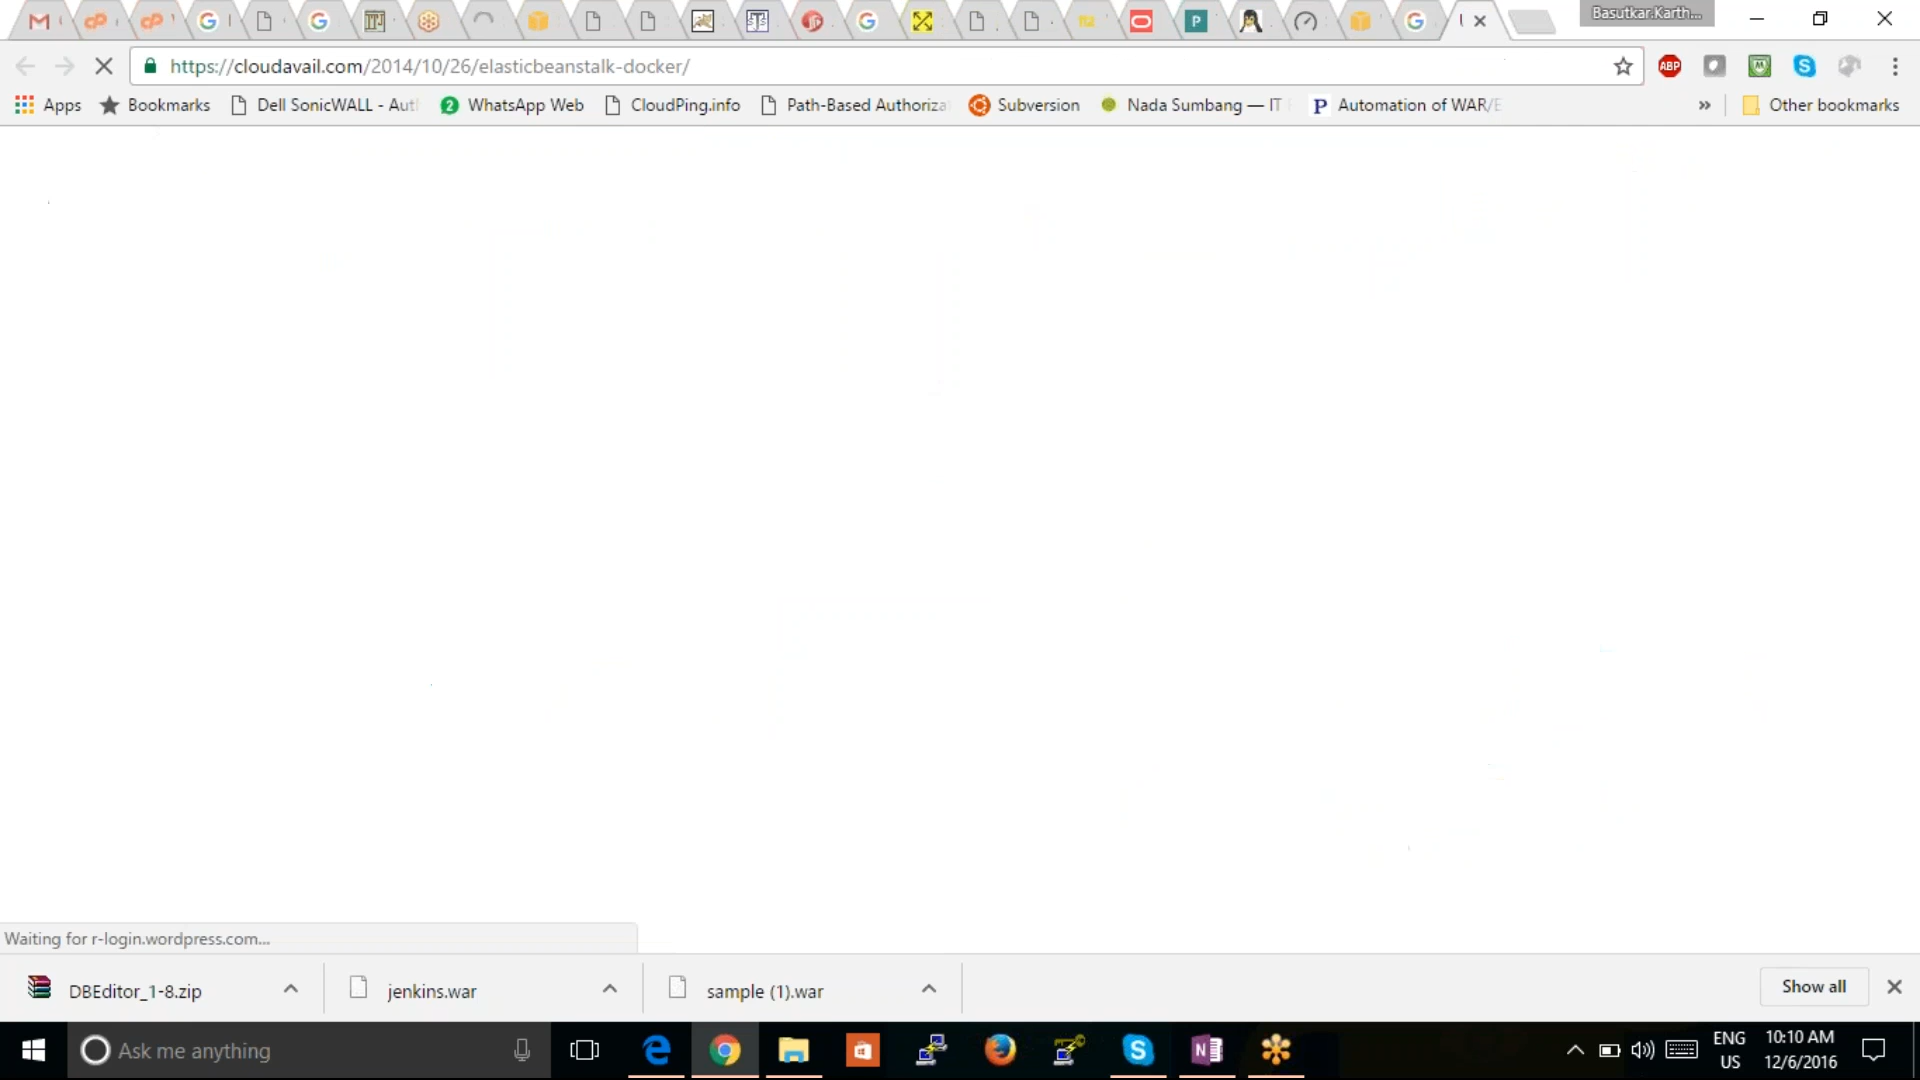 Basutkar.Karth...
https://cloudavail.com/2014/10/26/elasticbeanstalk-docker/
ABP
Apps Bookmarks Dell SonicWALL - Aut WhatsApp Web CloudPing.info Path-Based Authoriza Subversion Nada Sumbang — IT Automation of WAR/E » Other bookmarks
Waiting for r-login.wordpress.com...
DBEditor_1-8.zip jenkins.war sample (1).war Show all
Ask me anything
ENG
US
10:10 AM
12/6/2016